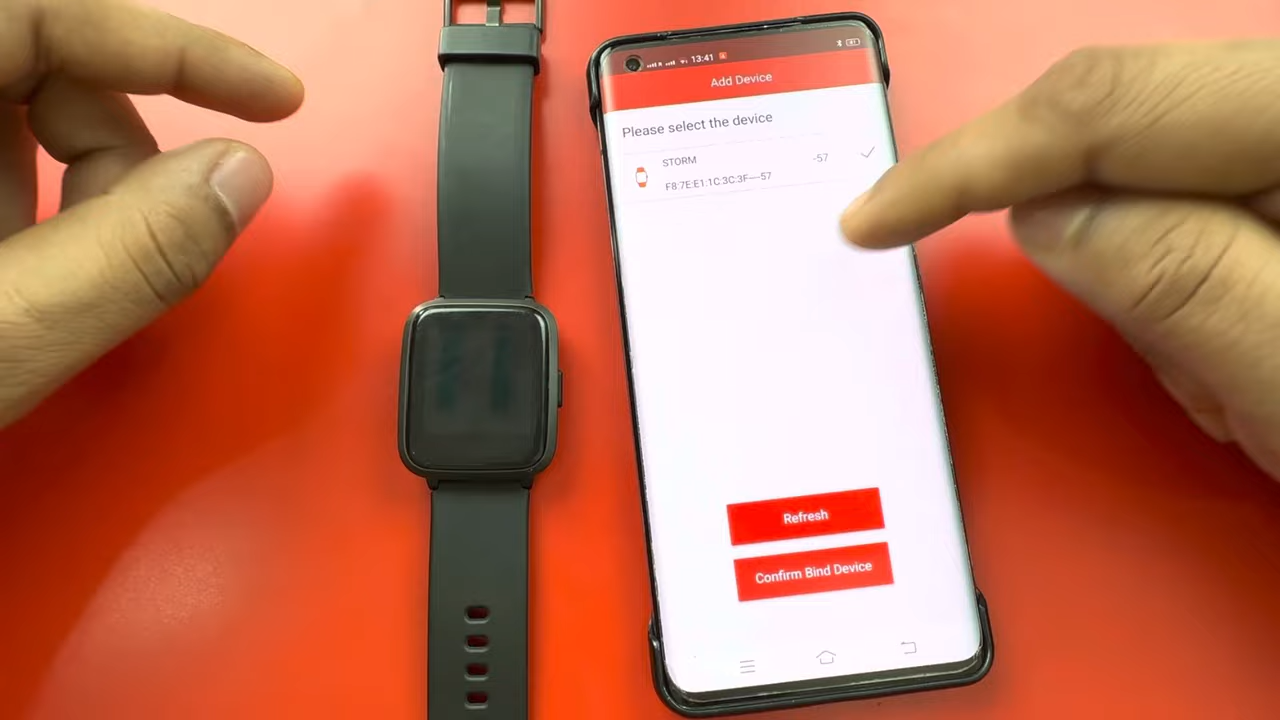 13:41
Add Device
Please select the device
STORM -57
F8:7E:E1:1C:3C:3F---57
Refresh
Confirm Bind Device